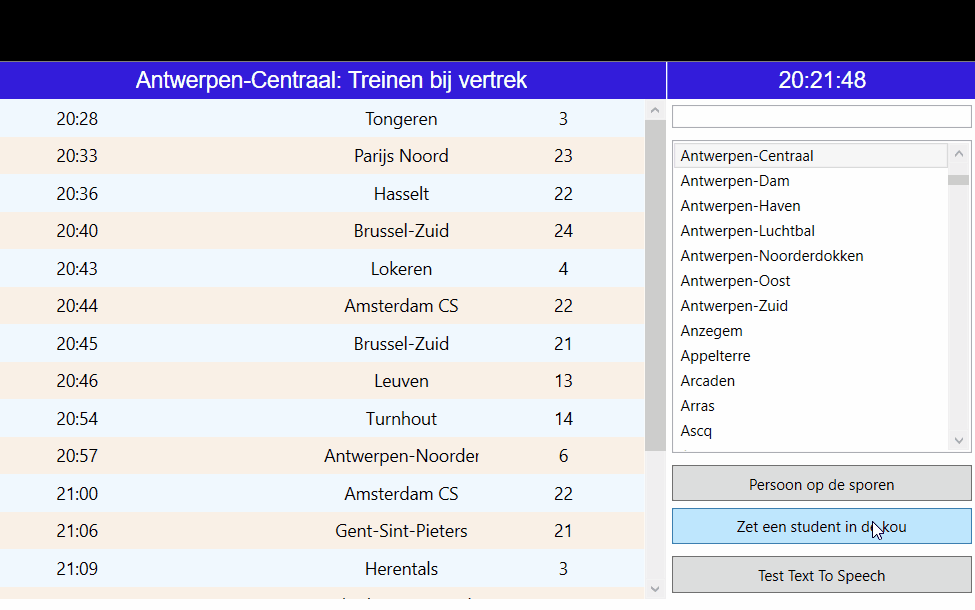 Antwerpen-Centraal: Treinen bij vertrek
20:21:48
20:28 Tongeren 3
20:33 Parijs Noord 23
20:36 Hasselt 22
20:40 Brussel-Zuid 24
20:43 Lokeren 4
20:44 Amsterdam CS 22
20:45 Brussel-Zuid 21
20:46 Leuven 13
20:54 Turnhout 14
20:57 Antwerpen-Noorder 6
21:00 Amsterdam CS 22
21:06 Gent-Sint-Pieters 21
21:09 Herentals 3
Antwerpen-Centraal
Antwerpen-Dam
Antwerpen-Haven
Antwerpen-Luchtbal
Antwerpen-Noorderdokken
Antwerpen-Oost
Antwerpen-Zuid
Anzegem
Appelterre
Arcaden
Arras
Ascq
Persoon op de sporen
Zet een student in de kou
Test Text To Speech